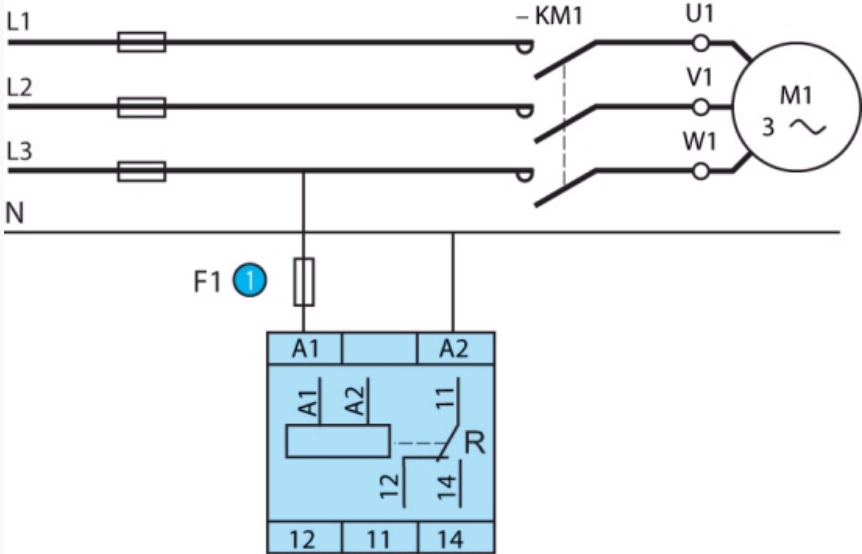 L1
– KM1
U1
L2
V1
M1
3
L3
W1
N
F1 1
A1 A2
A1 A2 11
R
12 14
12 11 14